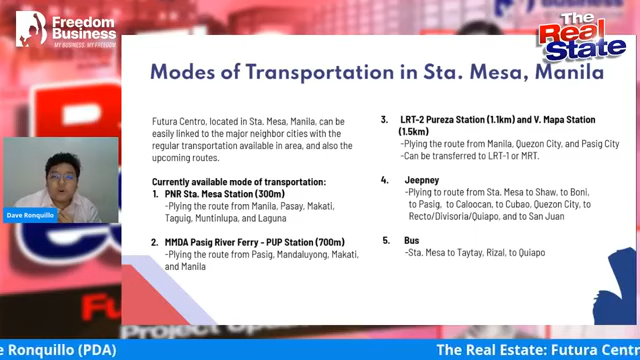 Freedom
Business
MY BUSINESS. MY FREEDOM
The
Real
State
Modes of Transportation in Sta. Mesa, Manila
Futura Centro, located in Sta. Mesa, Manila, can be
easily linked to the major neighbor cities with the
regular transportation available in area, and also the
upcoming routes.
Currently available mode of transportation:
1. PNR Sta. Mesa Station (300m)
-Plying the route from Manila, Pasay, Makati,
Taguig, Muntinlupa, and Laguna
2. MMDA Pasig River Ferry - PUP Station (700m)
-Plying the route from Pasig, Mandaluyong, Makati,
and Manila
3. LRT-2 Pureza Station (1.1km) and V. Mapa Station
(1.5km)
-Plying the route from Manila, Quezon City, and Pasig City
-Can be transferred to LRT-1 or MRT.
4. Jeepney
-Plying to route from Sta. Mesa to Shaw, to Boni,
to Pasig, to Caloocan, to Cubao, Quezon City, to
Recto/Divisoria/Quiapo, and to San Juan
5. Bus
-Sta. Mesa to Taytay, Rizal, to Quiapo
Dave Ronquillo
Project Upda
e Ronquillo (PDA)
The Real Estate: Futura Centr